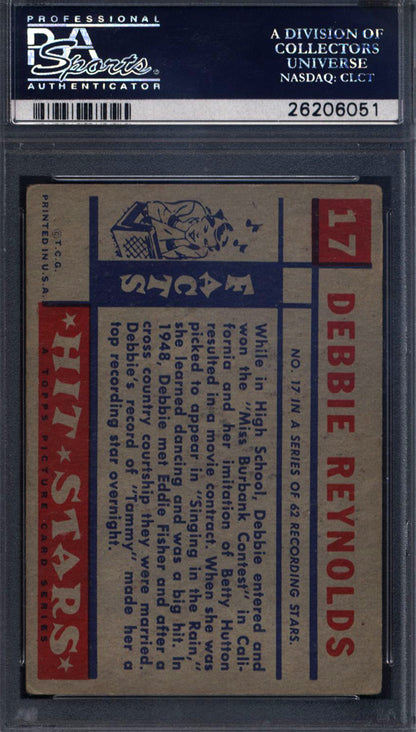 PROFESSIONAL
PSA
Sports®
AUTHENTICATOR
A DIVISION OF
COLLECTORS
UNIVERSE
NASDAQ: CLCT
26206051
17
DEBBIE REYNOLDS
NO. 17 IN A SERIES OF 62 RECORDING STARS.
FACTS
While in High School, Debbie entered and
won the "Miss Burbank Contest" in Cali-
fornia and her imitation of Betty Hutton
resulted in a movie contract. When she was
picked to appear in "Singing in the Rain,"
she learned dancing and was a big hit. In
1948, Debbie met Eddie Fisher and after a
cross country courtship, they were married.
Debbie's record of "Tammy" made her a
top recording star overnight.
HIT★STARS
A TOPPS PICTURE CARD SERIES
© T.C.G.
PRINTED IN U.S.A.